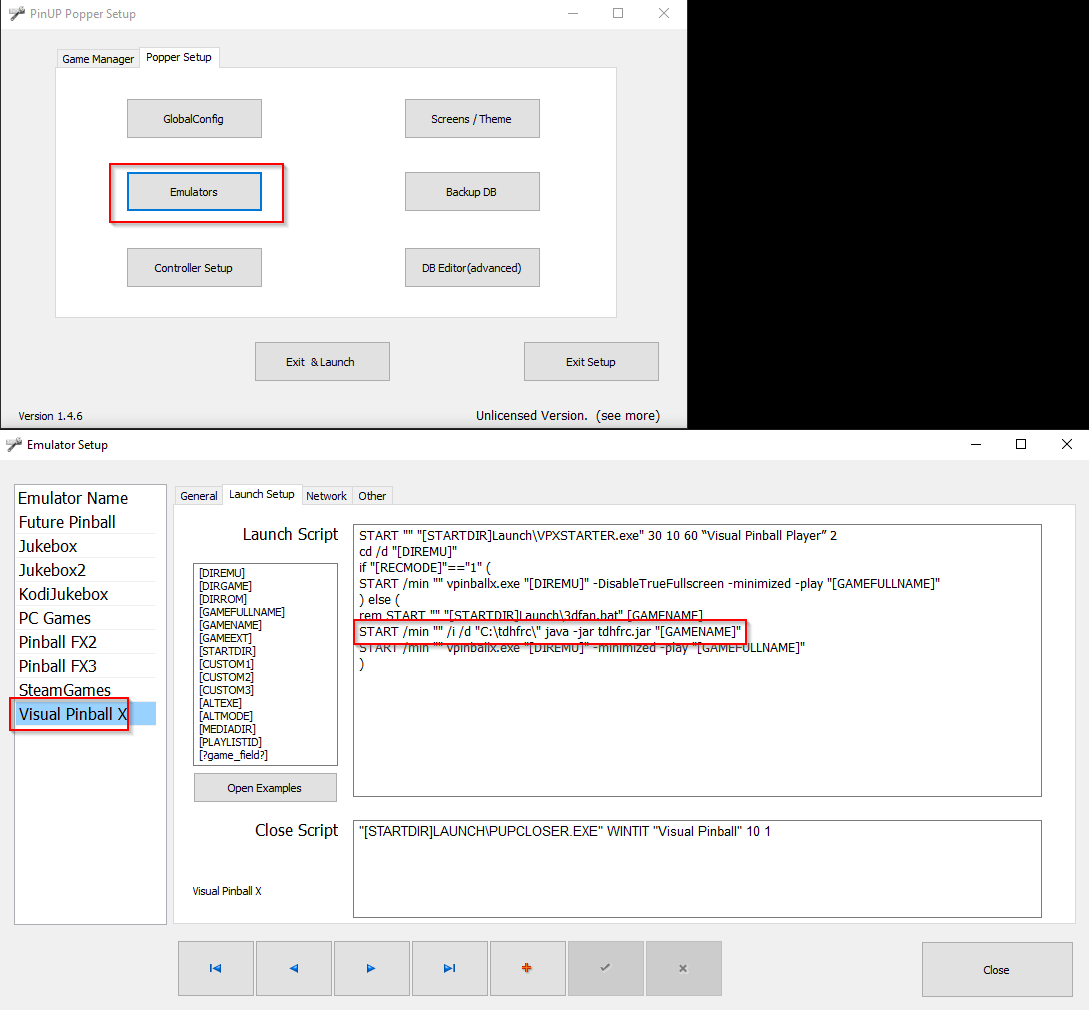 PinUP Popper Setup
Game Manager
Popper Setup
GlobalConfig
Screens / Theme
Emulators
Backup DB
Controller Setup
DB Editor(advanced)
Exit & Launch
Exit Setup
Version 1.4.6
Unlicensed Version. (see more)
Emulator Setup
Emulator Name
Future Pinball
Jukebox
Jukebox2
KodiJukebox
PC Games
Pinball FX2
Pinball FX3
SteamGames
Visual Pinball X
General
Launch Setup
Network
Other
Launch Script
[DIREMU]
[DIRGAME]
[DIRROM]
[GAMEFULLNAME]
[GAMENAME]
[GAMEEXT]
[STARTDIR]
[CUSTOM1]
[CUSTOM2]
[CUSTOM3]
[ALTEXE]
[ALTMODE]
[MEDIADIR]
[PLAYLISTID]
[?game_field?]
Open Examples
START "" "[STARTDIR]Launch\VPXSTARTER.exe" 30 10 60 “Visual Pinball Player” 2
cd /d "[DIREMU]"
if "[RECMODE]"=="1" (
START /min "" vpinballx.exe "[DIREMU]" -DisableTrueFullscreen -minimized -play "[GAMEFULLNAME]"
) else (
rem START "" "[STARTDIR]Launch\3dfan.bat" [GAMENAME]
START /min "" /i /d "C:\tdhfrc\" java -jar tdhfrc.jar "[GAMENAME]"
START /min "" vpinballx.exe "[DIREMU]" -minimized -play "[GAMEFULLNAME]"
)
Close Script
"[STARTDIR]LAUNCH\PUPCLOSER.EXE" WINTIT "Visual Pinball" 10 1
Visual Pinball X
Close